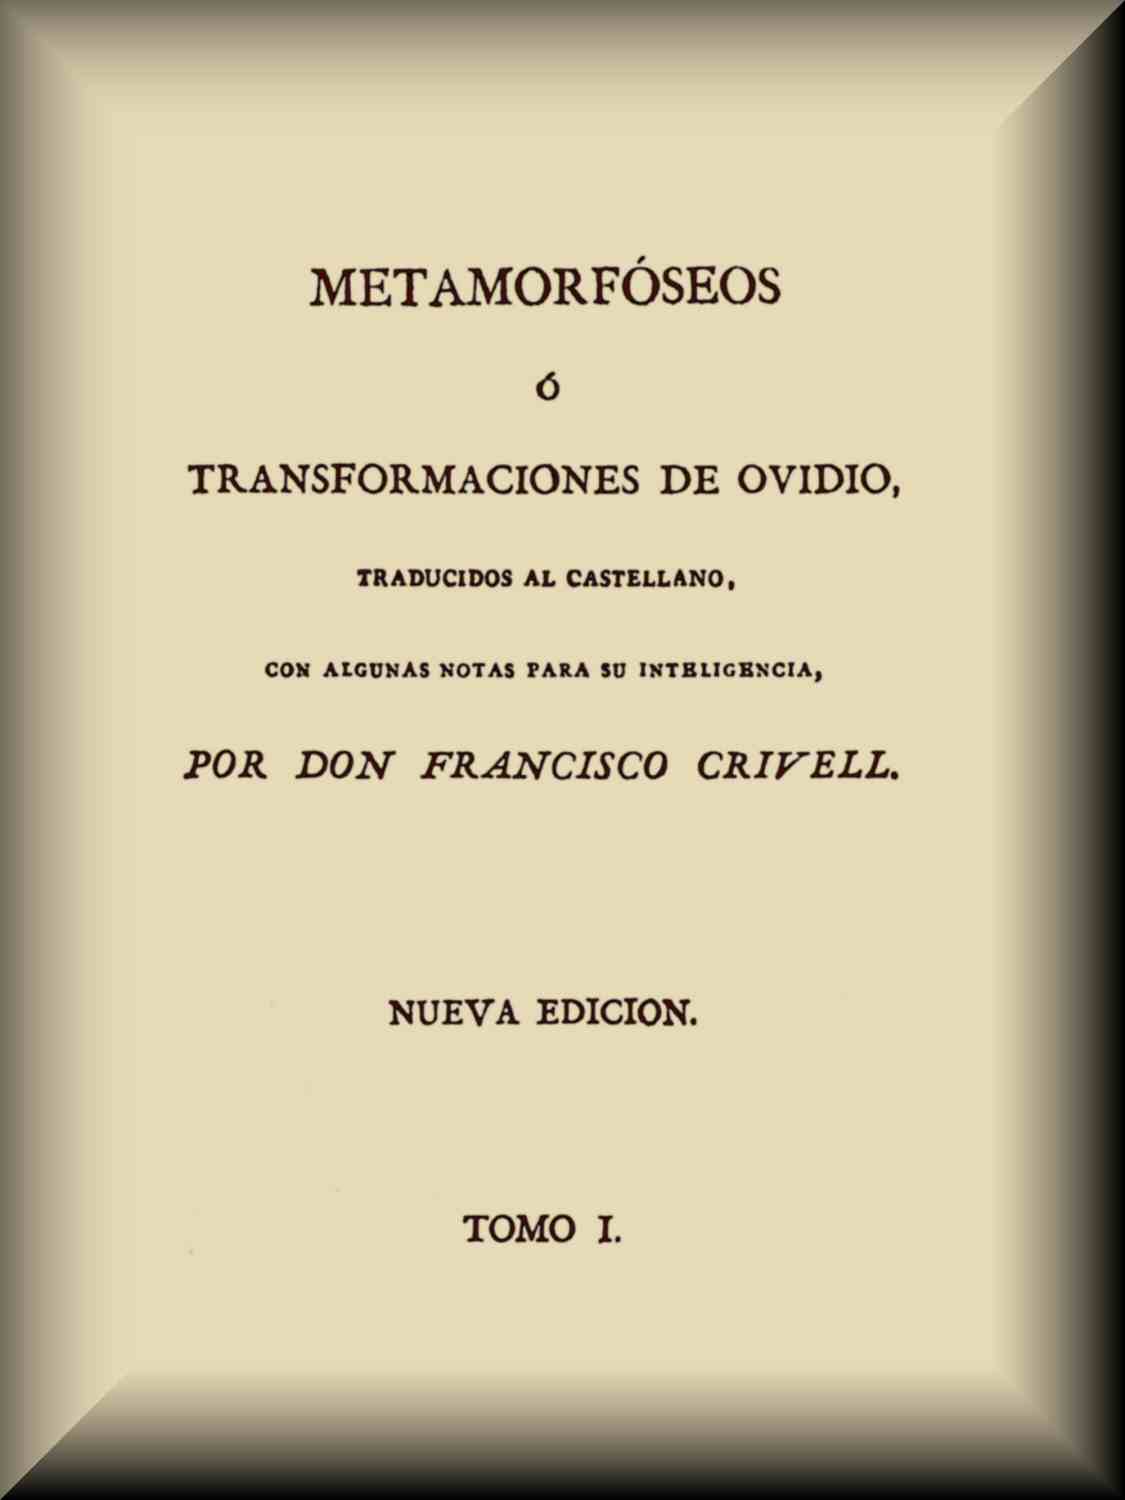 METAMORFÓSEOS
Ó
TRANSFORMACIONES DE OVIDIO,
TRADUCIDOS AL CASTELLANO,
CON ALGUNAS NOTAS PARA SU INTELIGENCIA,
POR DON FRANCISCO CRIVELL.
NUEVA EDICION.
TOMO I.